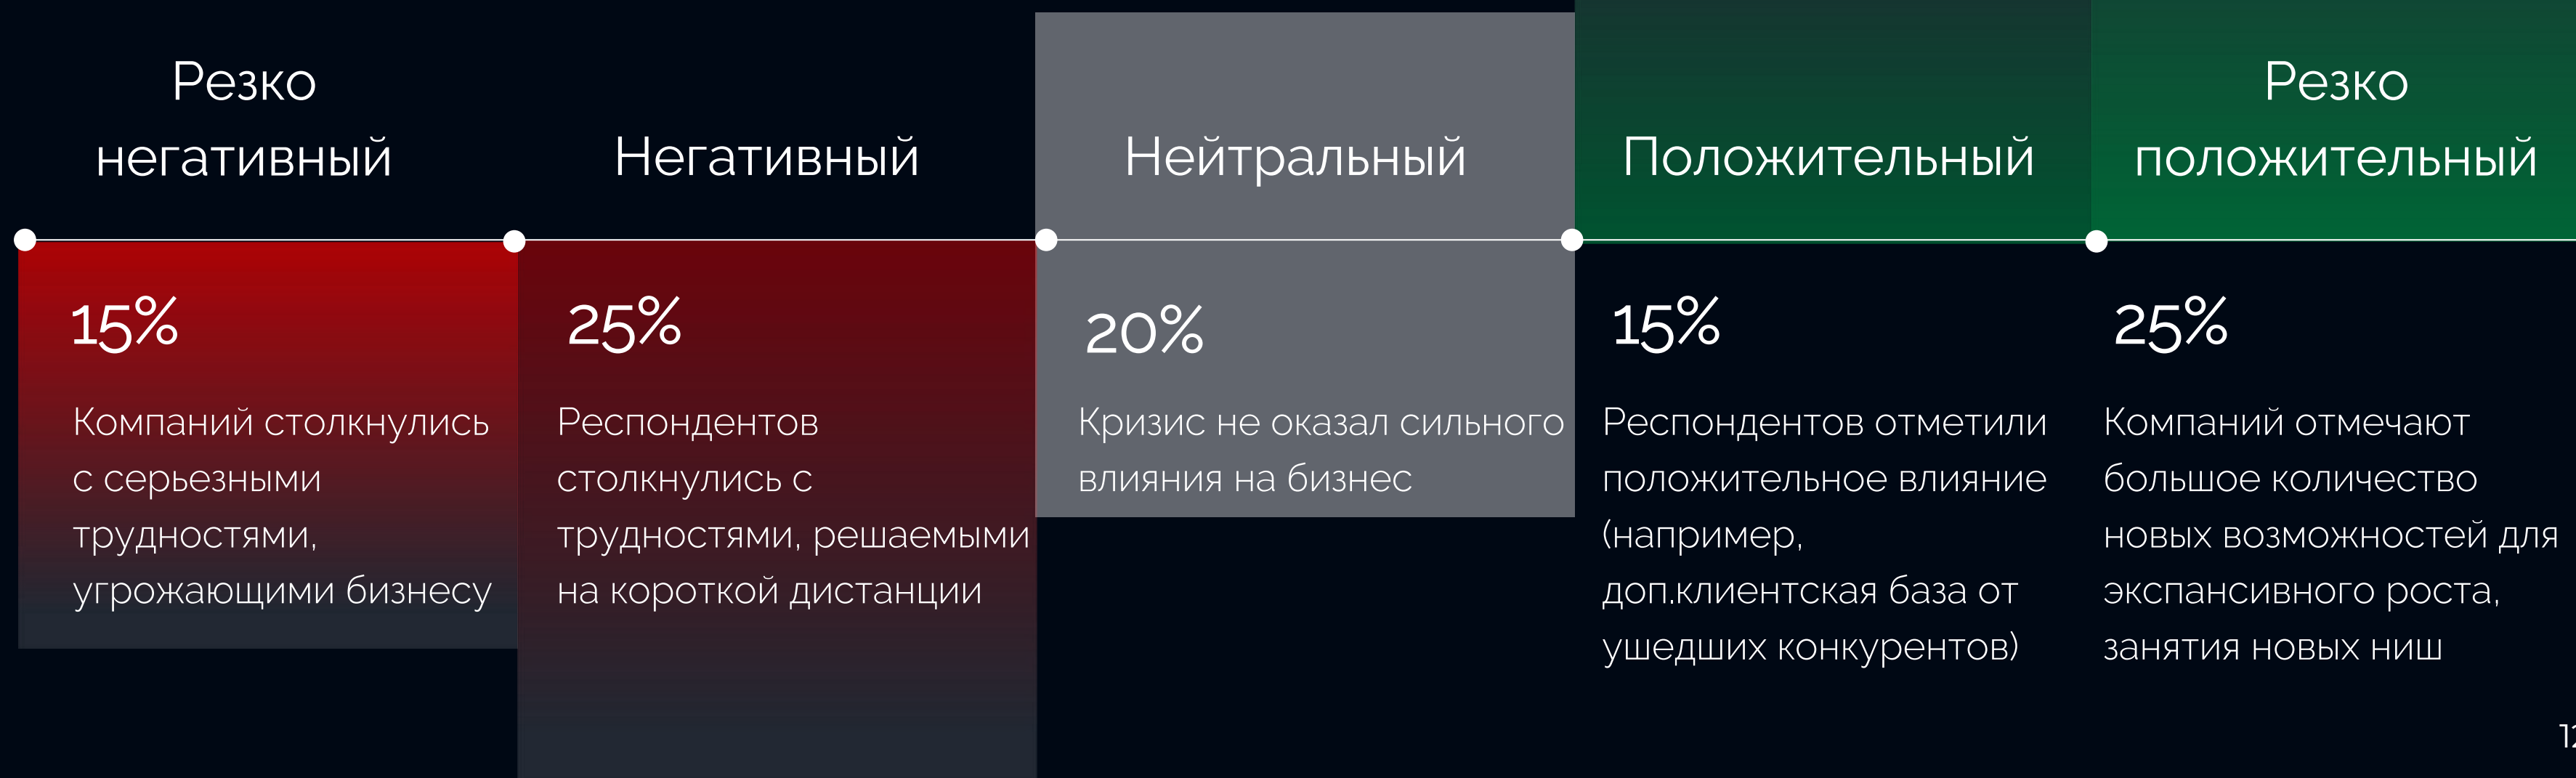 Резко
негативный
Негативный
Нейтральный
Положительный
Резко
положительный
15%
Компаний столкнулись
с серьезными
трудностями,
угрожающими бизнесу
25%
Респондентов
столкнулись с
трудностями, решаемыми
на короткой дистанции
20%
Кризис не оказал сильного
влияния на бизнес
15%
Респондентов отметили
положительное влияние
(например,
доп.клиентская база от
ушедших конкурентов)
25%
Компаний отмечают
большое количество
новых возможностей для
экспансивного роста,
занятия новых ниш
12